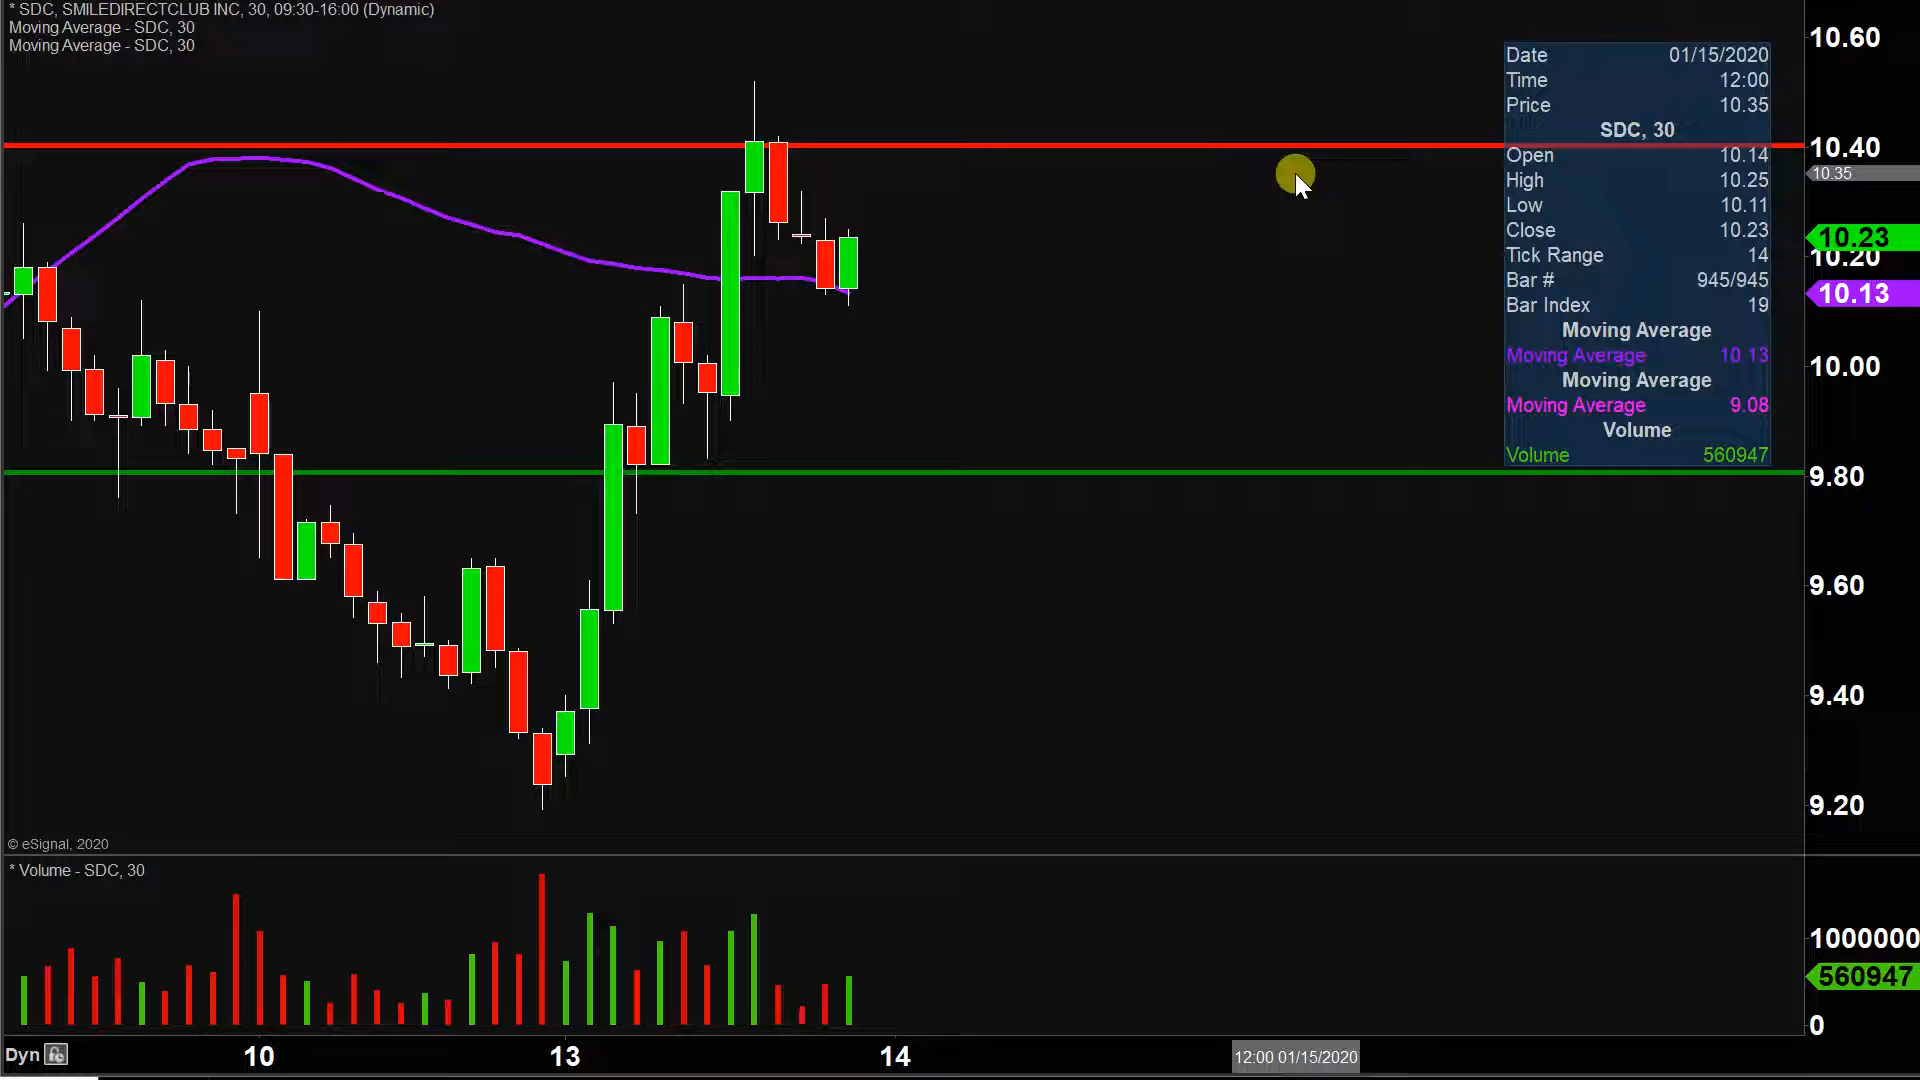 * SDC, SMILEDIRECTCLUB INC, 30, 09:30-16:00 (Dynamic)
Moving Average - SDC, 30
Moving Average - SDC, 30
Date 01/15/2020
Time 12:00
Price 10.35
SDC, 30
Open 10.14
High 10.25
Low 10.11
Close 10.23
Tick Range 14
Bar # 945/945
Bar Index 19
Moving Average
Moving Average 10.13
Moving Average
Moving Average 9.08
Volume
Volume 560947
10.60
10.40
10.35
10.23
10.20
10.13
10.00
9.80
9.60
9.40
9.20
© eSignal, 2020
* Volume - SDC, 30
1000000
560947
0
Dyn
10
13
14
12:00 01/15/2020